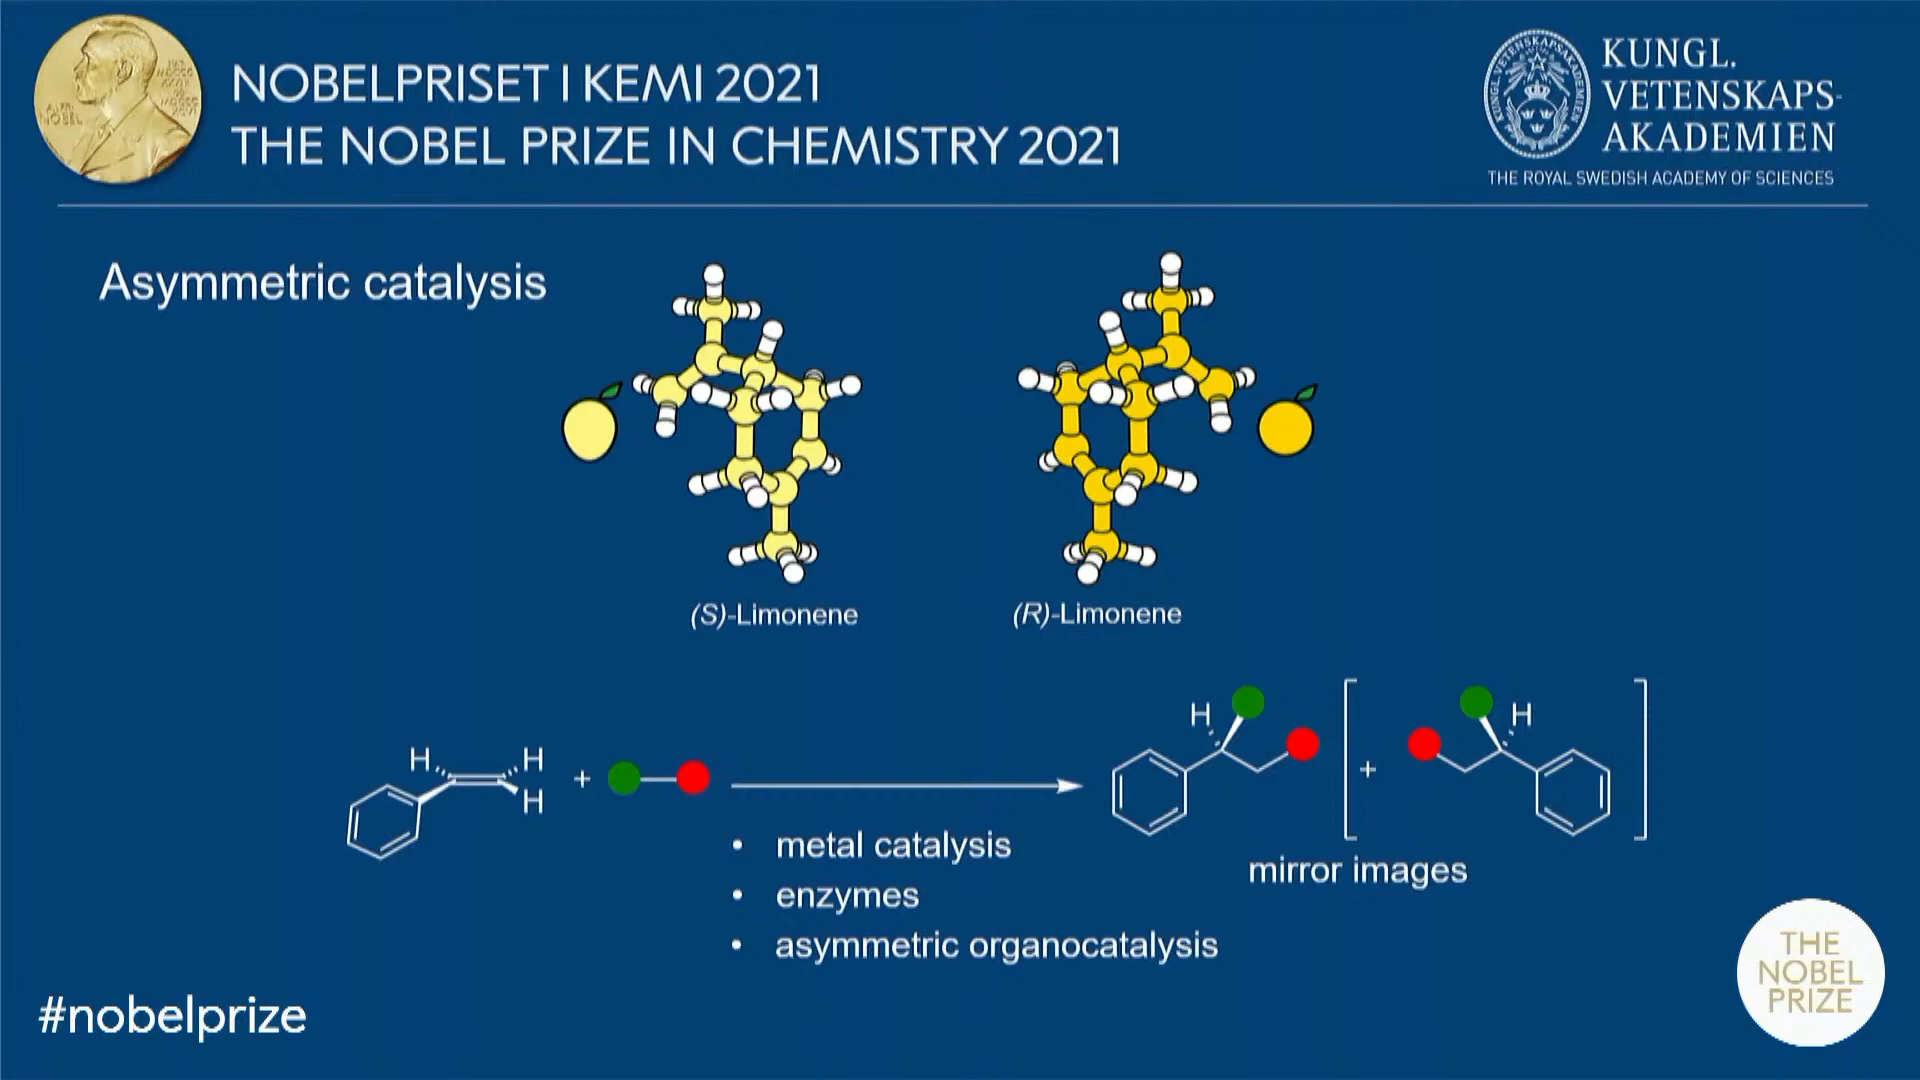 NOBELPRISET I KEMI 2021
THE NOBEL PRIZE IN CHEMISTRY 2021
KUNGL.
VETENSKAPS-
AKADEMIEN
THE ROYAL SWEDISH ACADEMY OF SCIENCES
Asymmetric catalysis
(S)-Limonene
(R)-Limonene
H
H
H
+
H
+
H
mirror images
• metal catalysis
• enzymes
• asymmetric organocatalysis
#nobelprize
THE
NOBEL
PRIZE